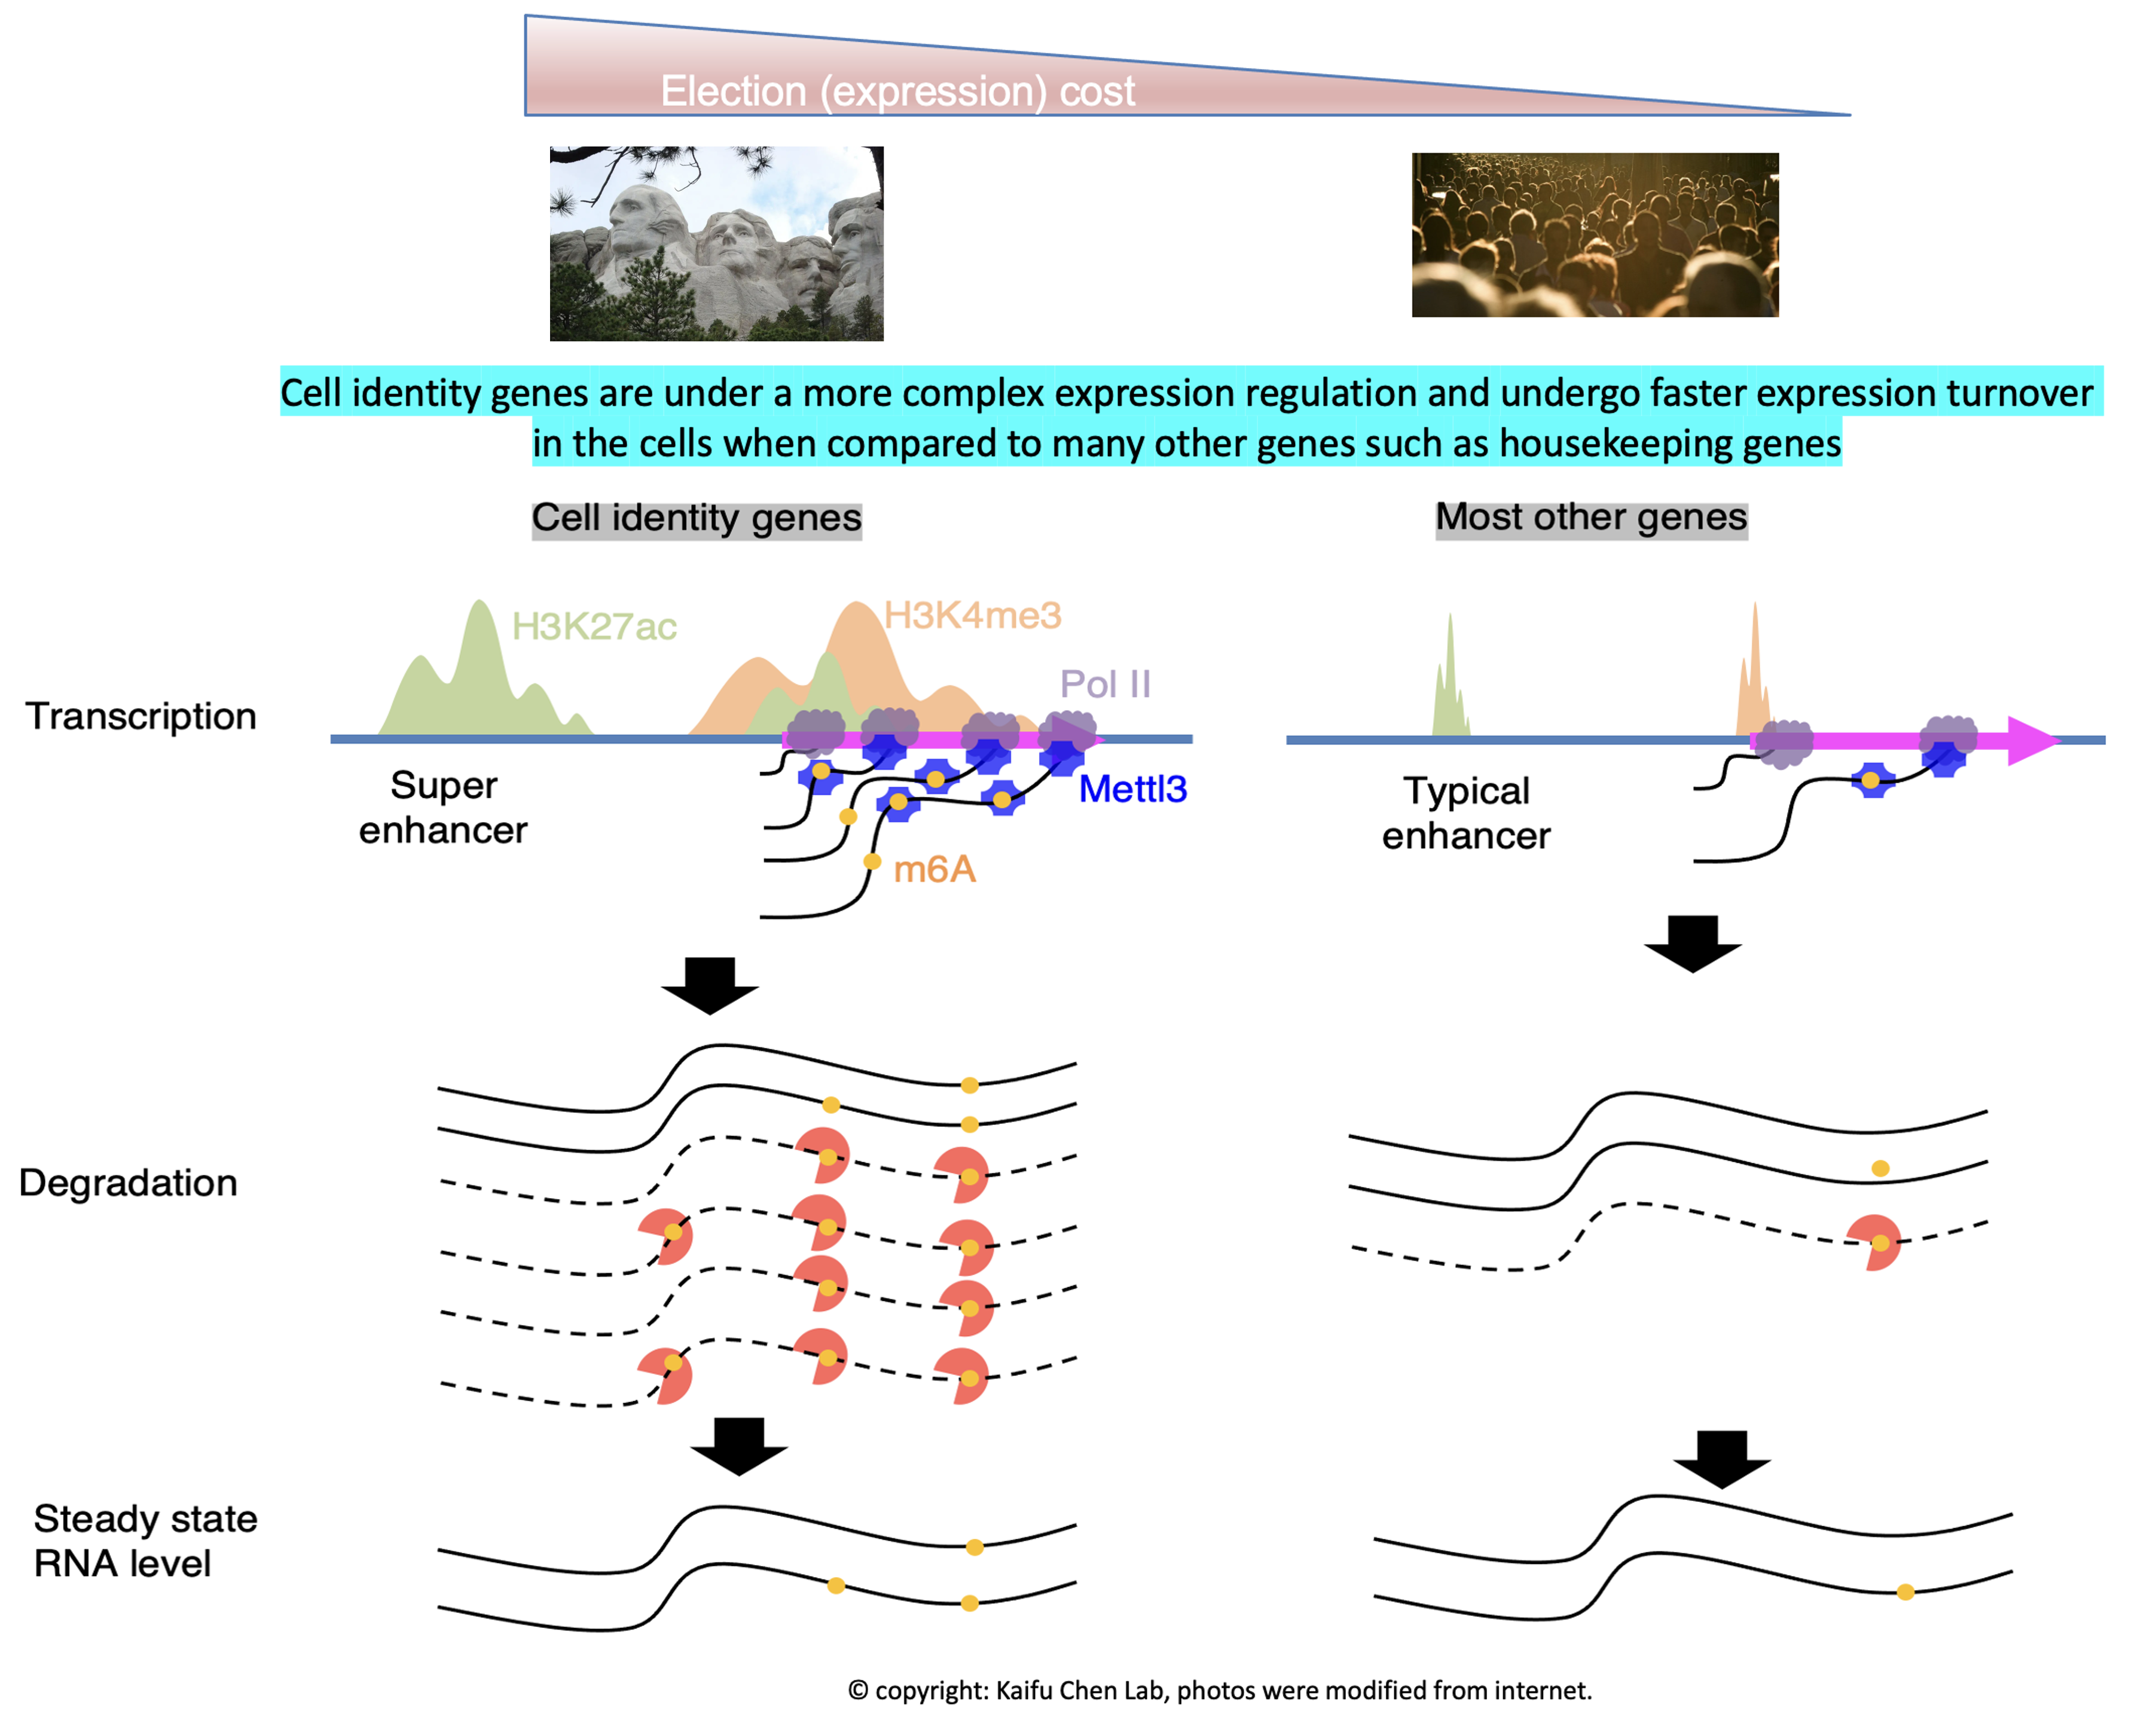 Election (expression) cost
Cell identity genes are under a more complex expression regulation and undergo faster expression turnover
in the cells when compared to many other genes such as housekeeping genes
Cell identity genes
Most other genes
H3K27ac
H3K4me3
Pol II
Transcription
Super
enhancer
Mettl3
m6A
Typical
enhancer
Degradation
Steady state
RNA level
© copyright: Kaifu Chen Lab, photos were modified from internet.